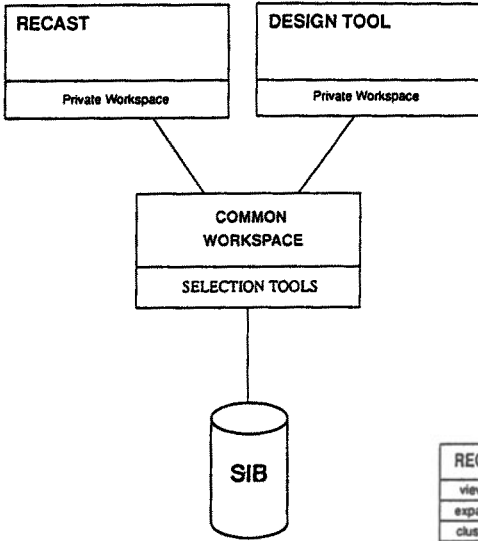 RECAST
Private Workspace
DESIGN TOOL
Private Workspace
COMMON
WORKSPACE
SELECTION TOOLS
SIB